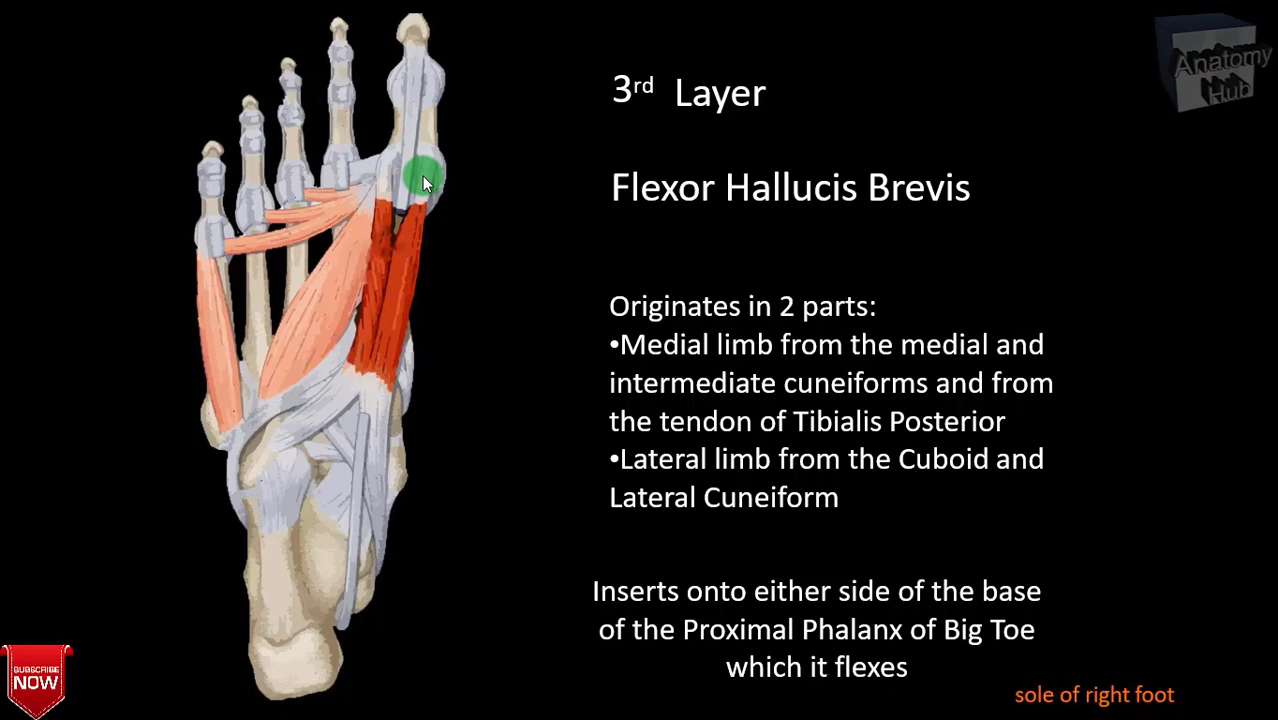 Anatomy
Hub
3rd Layer
Flexor Hallucis Brevis
Originates in 2 parts:
•Medial limb from the medial and
intermediate cuneiforms and from
the tendon of Tibialis Posterior
•Lateral limb from the Cuboid and
Lateral Cuneiform
Inserts onto either side of the base
of the Proximal Phalanx of Big Toe
which it flexes
SUBSCRIBE
NOW
sole of right foot